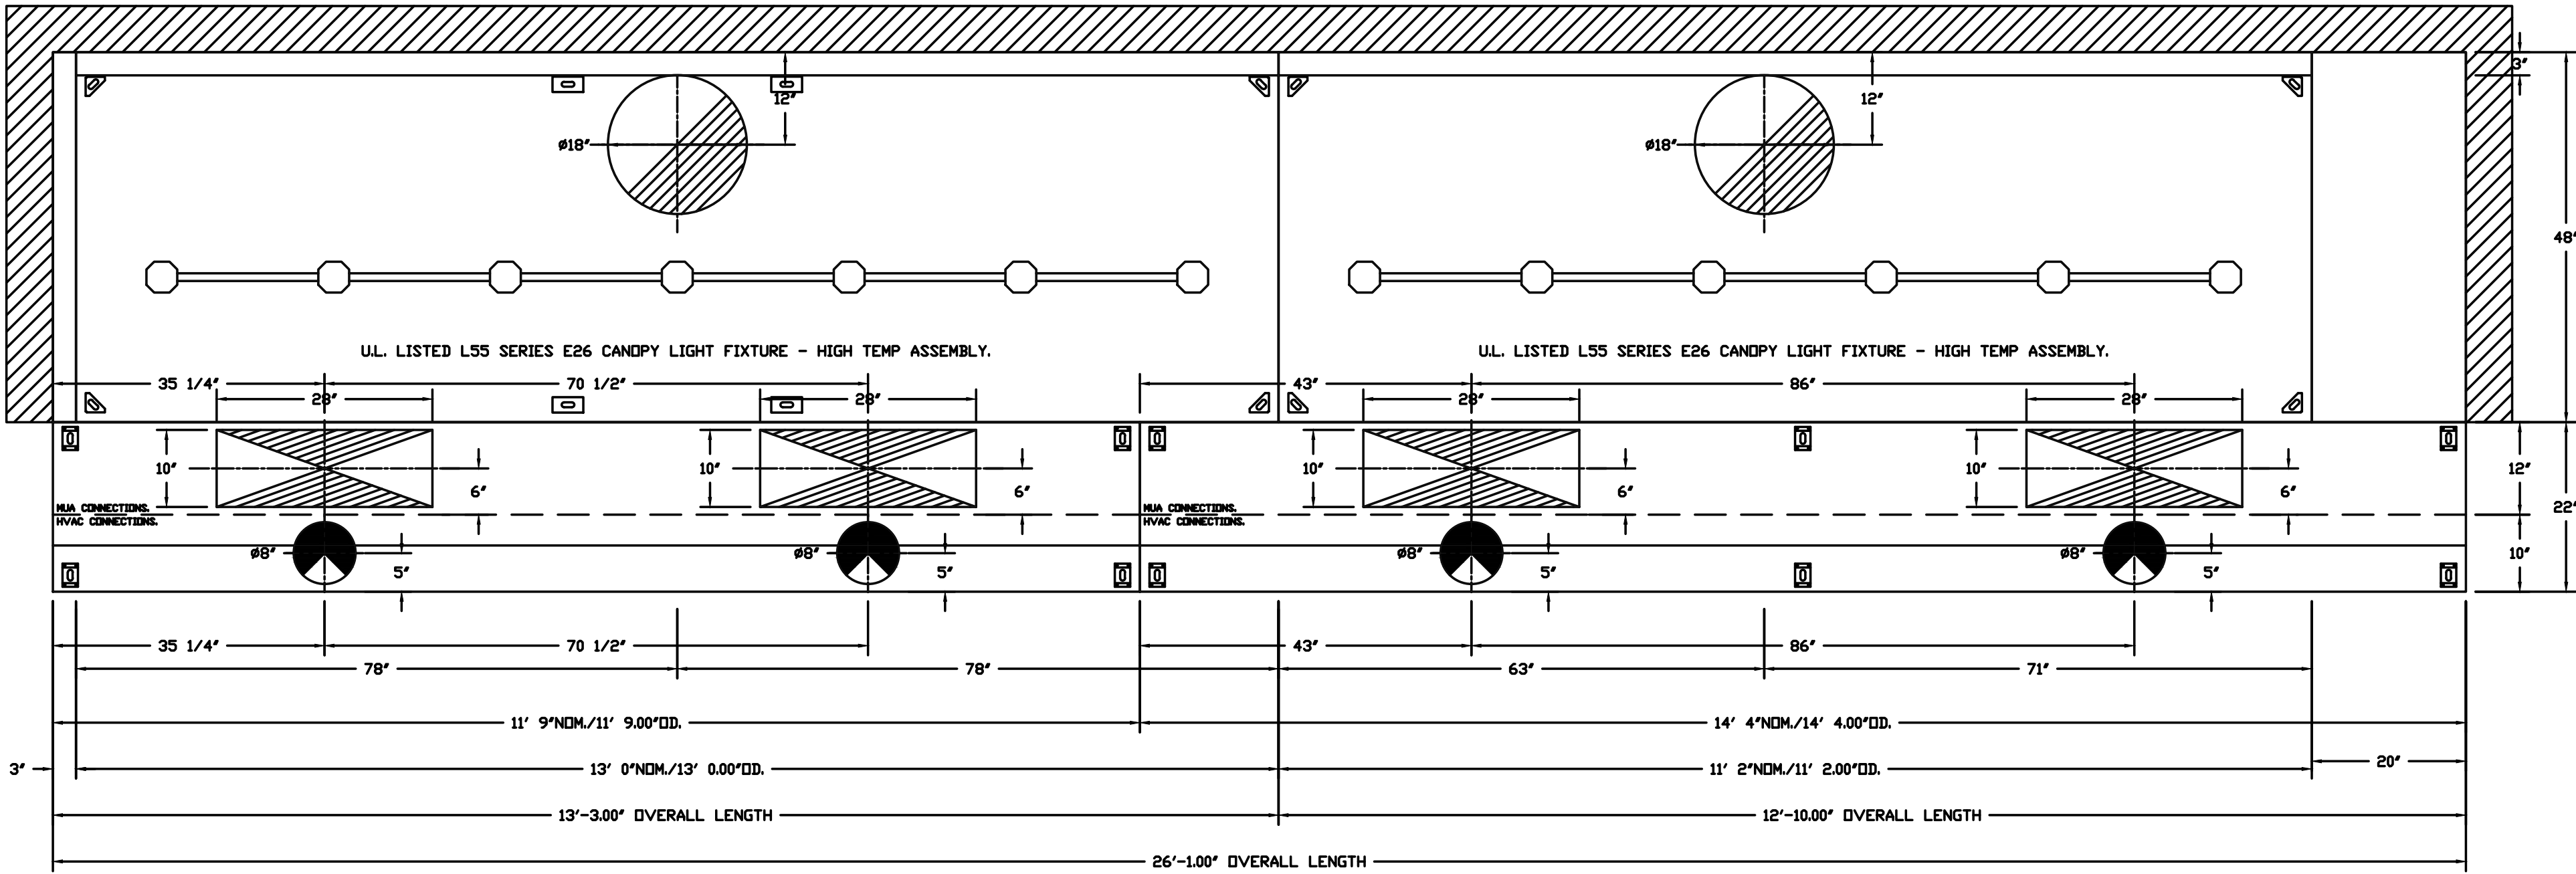 3″
12″
12″
ø18″
ø18″
48″
U.L. LISTED L55 SERIES E26 CANOPY LIGHT FIXTURE - HIGH TEMP ASSEMBLY.
U.L. LISTED L55 SERIES E26 CANOPY LIGHT FIXTURE - HIGH TEMP ASSEMBLY.
35 1/4″
70 1/2″
43″
86″
28″
28″
28″
28″
10″
10″
10″
10″
12″
6″
6″
6″
6″
22″
MUA CONNECTIONS.
HVAC CONNECTIONS.
MUA CONNECTIONS.
HVAC CONNECTIONS.
ø8″
ø8″
ø8″
ø8″
10″
5″
5″
5″
5″
35 1/4″
70 1/2″
43″
86″
78″
78″
63″
71″
11′ 9″NOM./11′ 9.00″OD.
14′ 4″NOM./14′ 4.00″OD.
3″
13′ 0″NOM./13′ 0.00″OD.
11′ 2″NOM./11′ 2.00″OD.
20″
13′-3.00″ OVERALL LENGTH
12′-10.00″ OVERALL LENGTH
26′-1.00″ OVERALL LENGTH